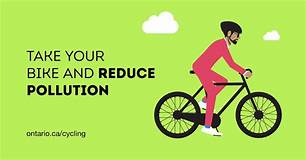 TAKE YOUR
BIKE AND REDUCE
POLLUTION
ontario.ca/cycling